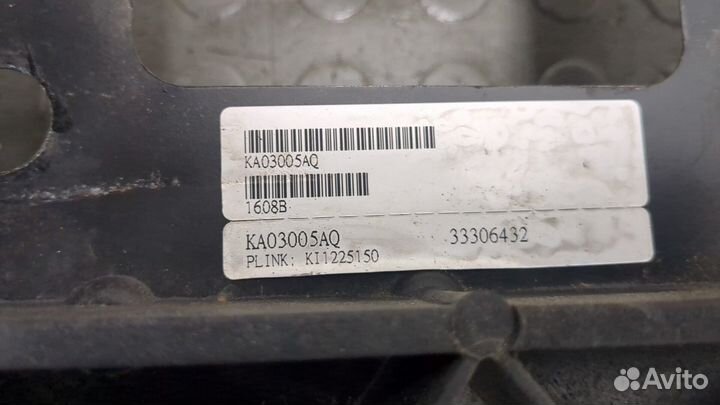 KA03005AQ
1608B
KA03005AQ 33306432
PLINK: KI1225150
Avito